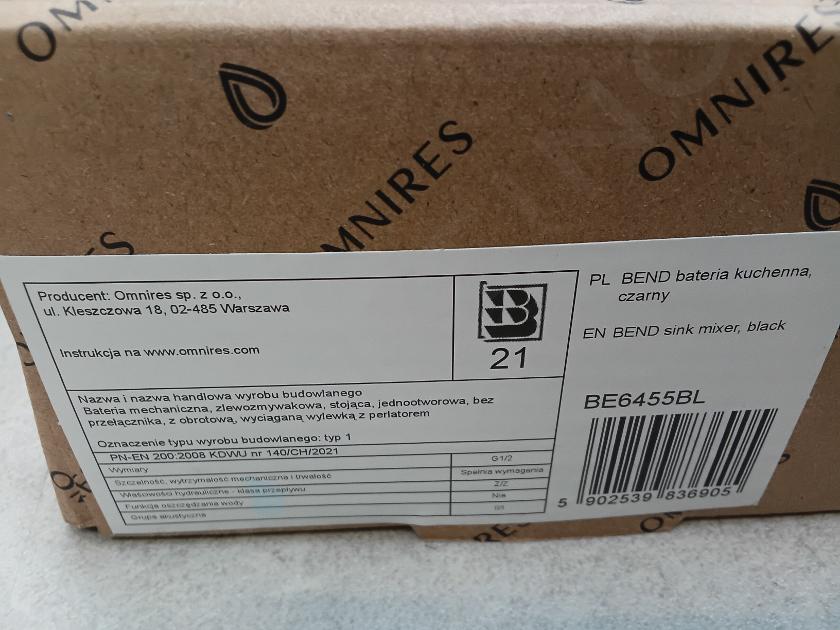 OMNIRES
OMNIRES
OMNIRES
Producent: Omnires sp. z o.o.,
ul. Kleszczowa 18, 02-485 Warszawa
Instrukcja na www.omnires.com
B
21
Nazwa i nazwa handlowa wyrobu budowlanego
Bateria mechaniczna, zlewozmywakowa, stojąca, jednootworowa, bez
przełącznika, z obrotową, wyciąganą wylewką z perlatorem
Oznaczenie typu wyrobu budowlanego: typ 1
PN-EN 200:2008 KDWU nr 140/CH/2021
Wymiary G1/2
Szczelność, wytrzymałość mechaniczna i trwałość Spełnia wymagania
Właściwości hydrauliczne - klasa przepływu Z/Z
Funkcja oszczędzania wody Nie
Grupa akustyczna
PL BEND bateria kuchenna,
czarny
EN BEND sink mixer, black
BE6455BL
5 902539 836905